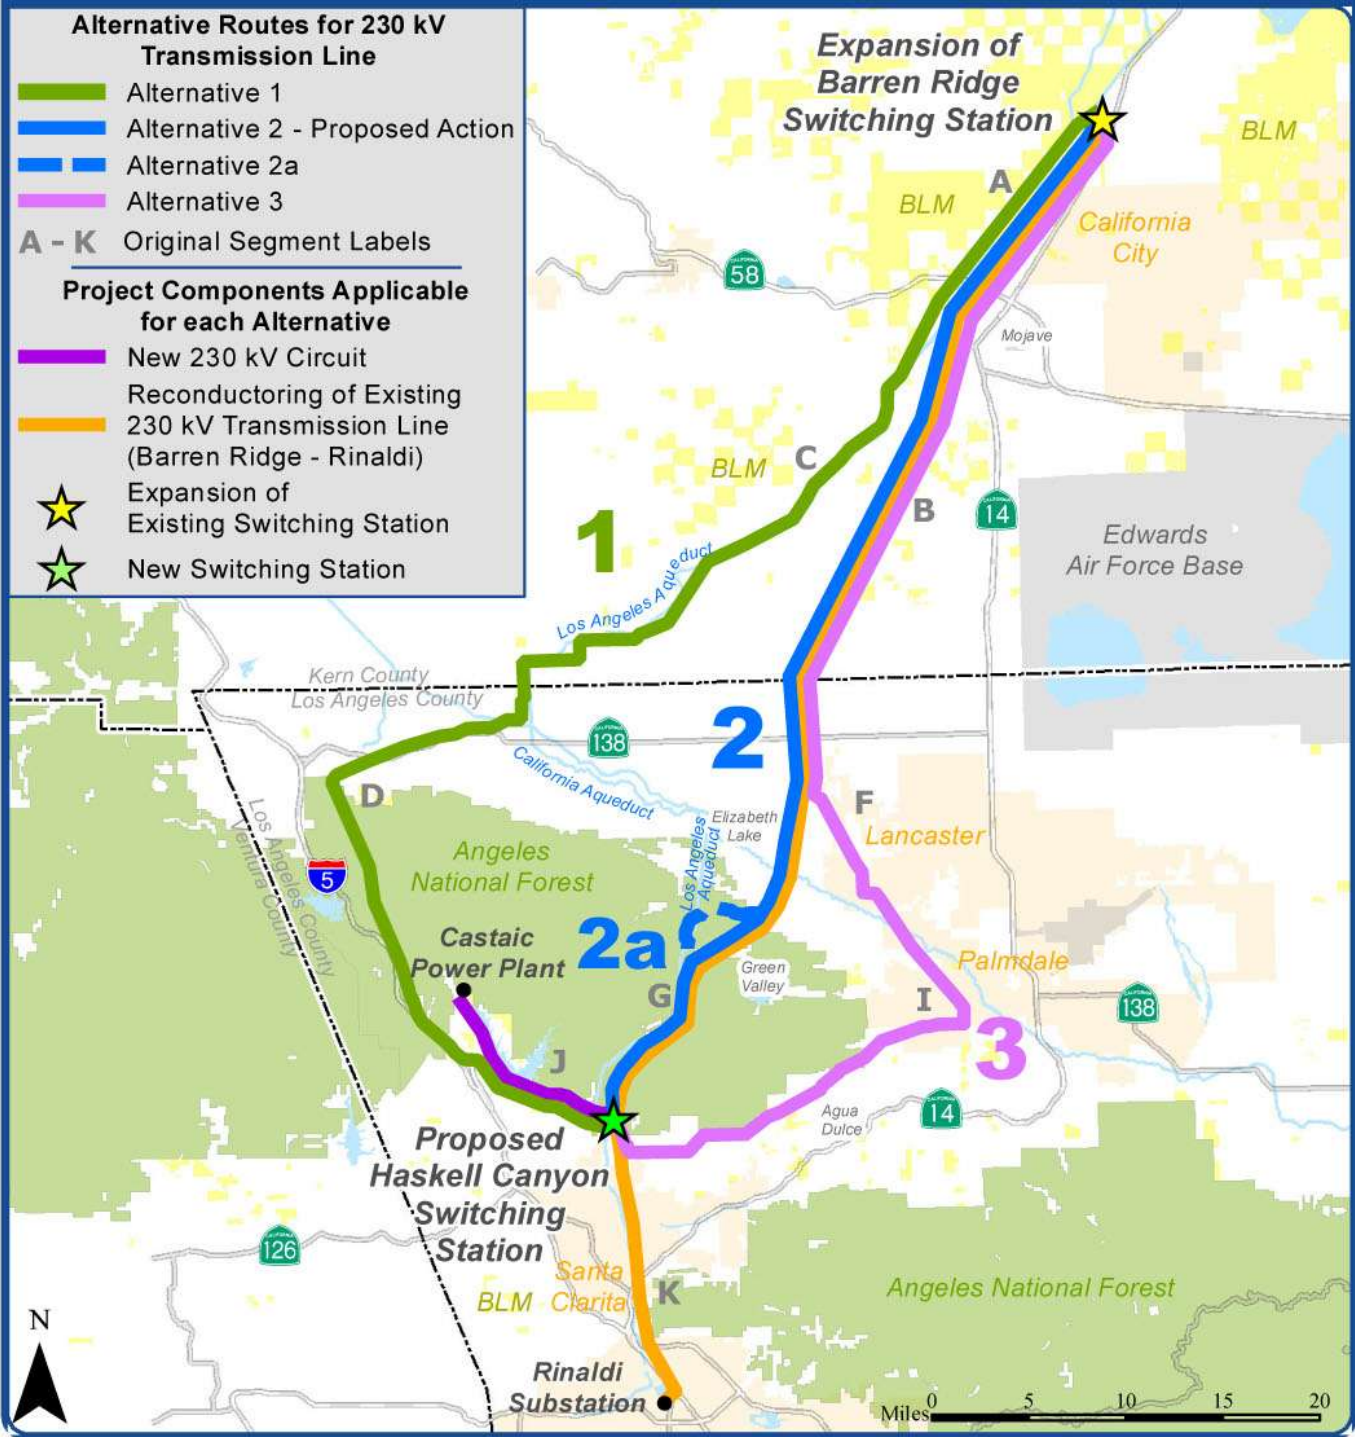 Alternative Routes for 230 kV
Transmission Line
Alternative 1
Alternative 2 - Proposed Action
Alternative 2a
Alternative 3
A - K Original Segment Labels
Project Components Applicable
for each Alternative
New 230 kV Circuit
Reconductoring of Existing
230 kV Transmission Line
(Barren Ridge - Rinaldi)
Expansion of
Existing Switching Station
New Switching Station
Expansion of
Barren Ridge
Switching Station
BLM
A
BLM
California
City
CALIFORNIA
58
Mojave
C
BLM
B
CALIFORNIA
14
1
Edwards
Air Force Base
Los Angeles Aqueduct
Kern County
Los Angeles County
2
CALIFORNIA
138
California Aqueduct
D
F
Elizabeth
Lake
Lancaster
Los Angeles
Aqueduct
Los Angeles County
Ventura County
5
Angeles
National Forest
2a
Castaic
Power Plant
Green
Valley
Palmdale
G
I
CALIFORNIA
138
3
J
Agua
Dulce
CALIFORNIA
14
Proposed
Haskell Canyon
Switching
Station
CALIFORNIA
126
Santa
Clarita
BLM
K
Angeles National Forest
N
Rinaldi
Substation
Miles
0 5 10 15 20